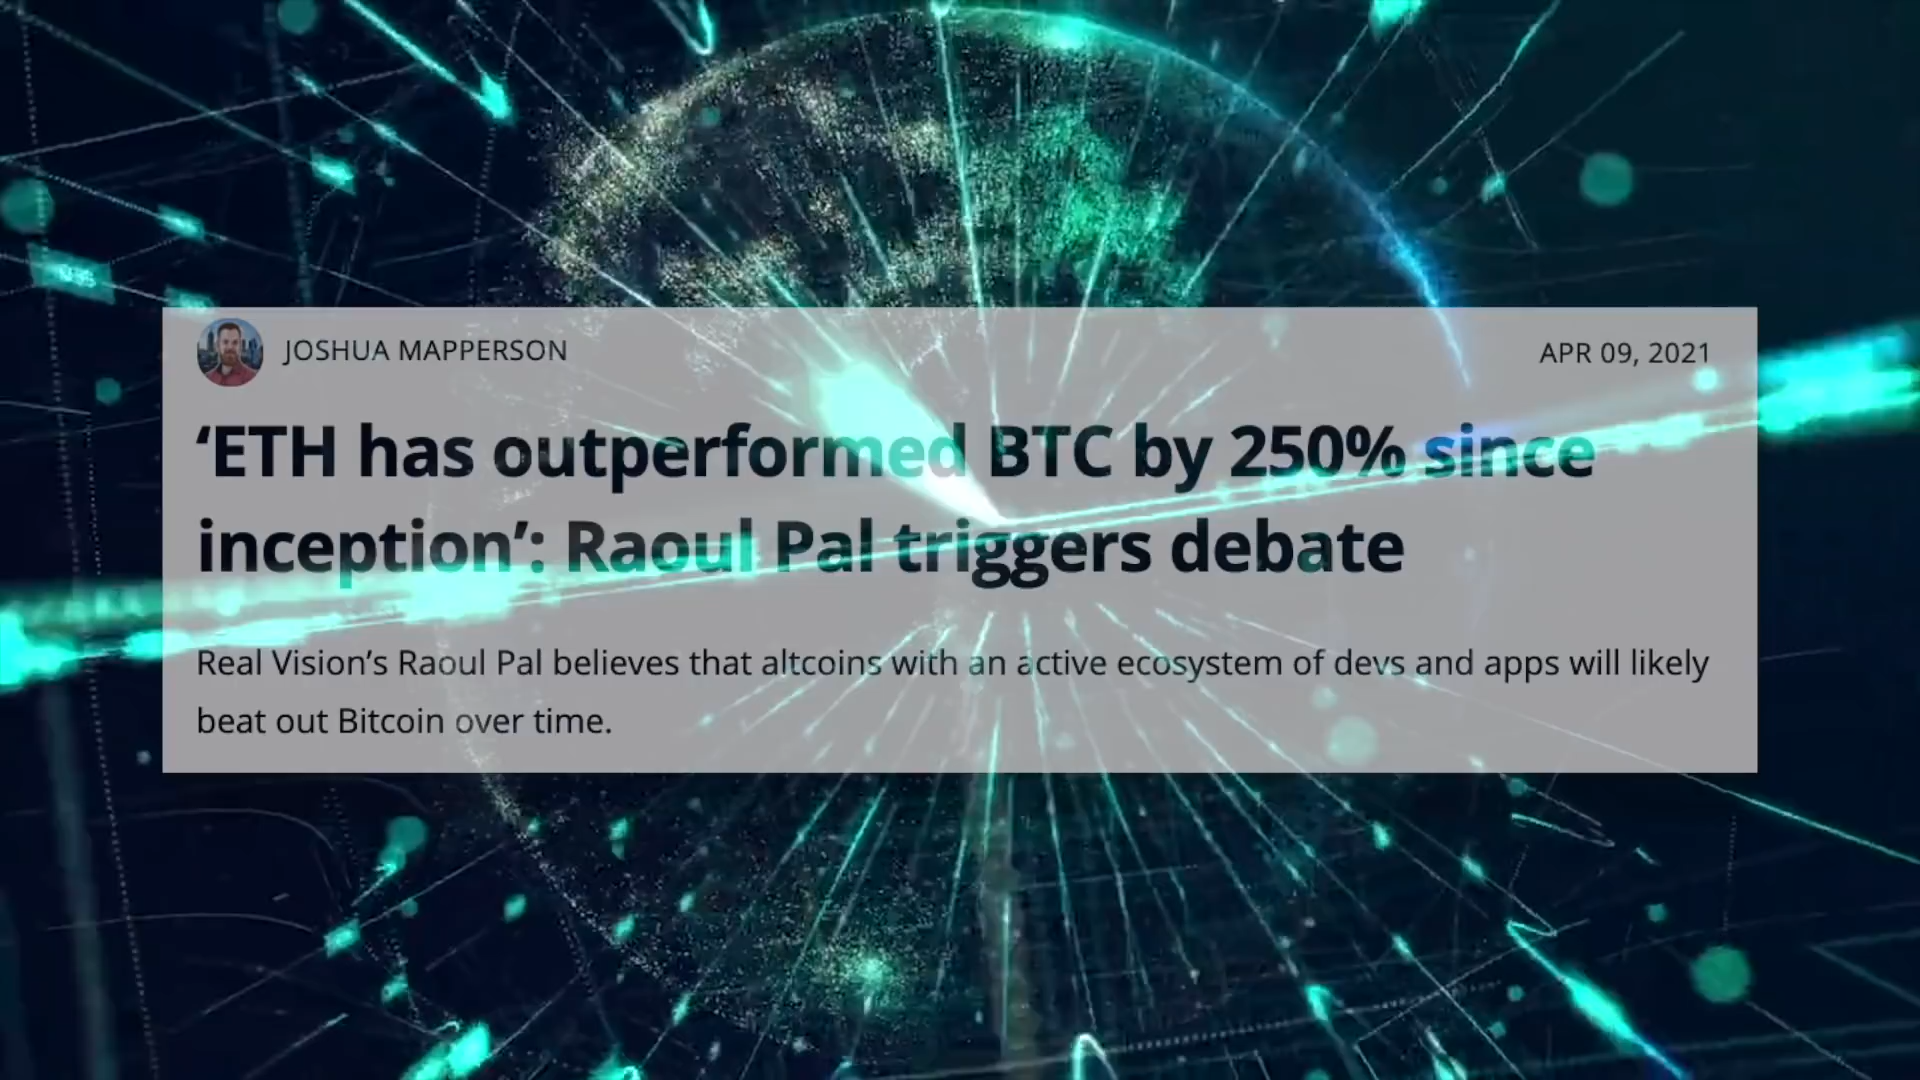 JOSHUA MAPPERSON
APR 09, 2021
‘ETH has outperformed BTC by 250% since
inception’: Raoul Pal triggers debate
Real Vision’s Raoul Pal believes that altcoins with an active ecosystem of devs and apps will likely
beat out Bitcoin over time.